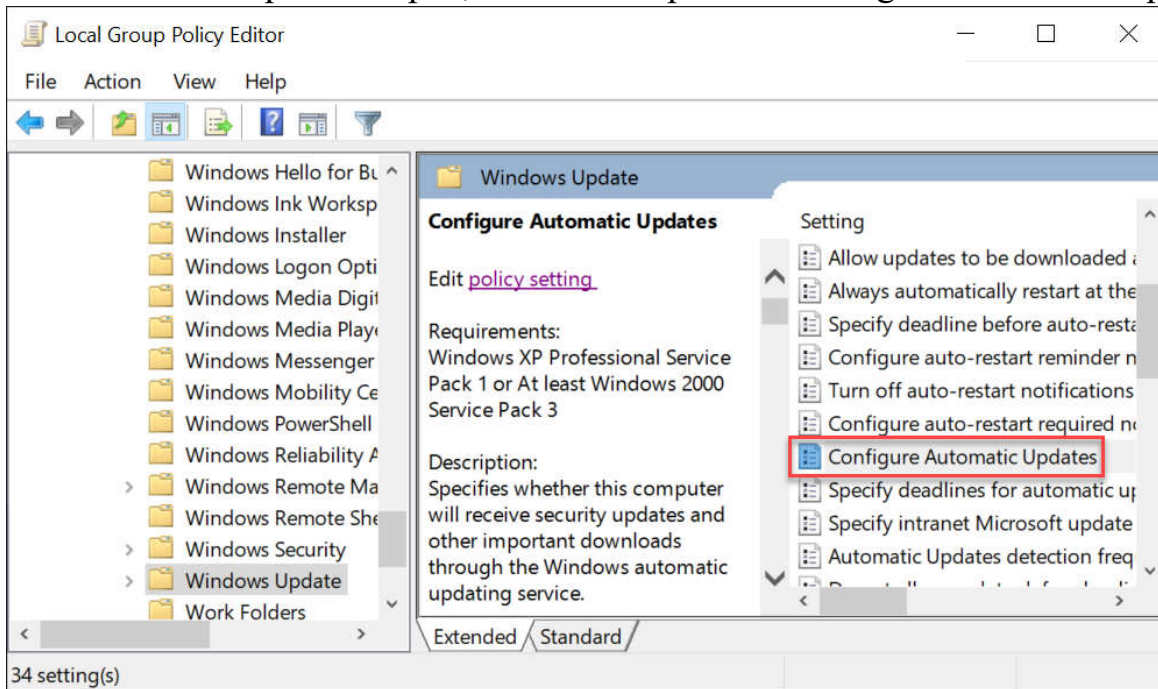 Local Group Policy Editor
File Action View Help
Windows Hello for Bu
Windows Ink Worksp
Windows Installer
Windows Logon Opti
Windows Media Digit
Windows Media Playe
Windows Messenger
Windows Mobility Ce
Windows PowerShell
Windows Reliability A
Windows Remote Ma
Windows Remote She
Windows Security
Windows Update
Work Folders
Windows Update
Configure Automatic Updates
Edit policy setting
Requirements:
Windows XP Professional Service
Pack 1 or At least Windows 2000
Service Pack 3
Description:
Specifies whether this computer
will receive security updates and
other important downloads
through the Windows automatic
updating service.
Setting
Allow updates to be downloaded
Always automatically restart at the
Specify deadline before auto-resta
Configure auto-restart reminder n
Turn off auto-restart notifications
Configure auto-restart required no
Configure Automatic Updates
Specify deadlines for automatic up
Specify intranet Microsoft update
Automatic Updates detection freq
Extended Standard
34 setting(s)